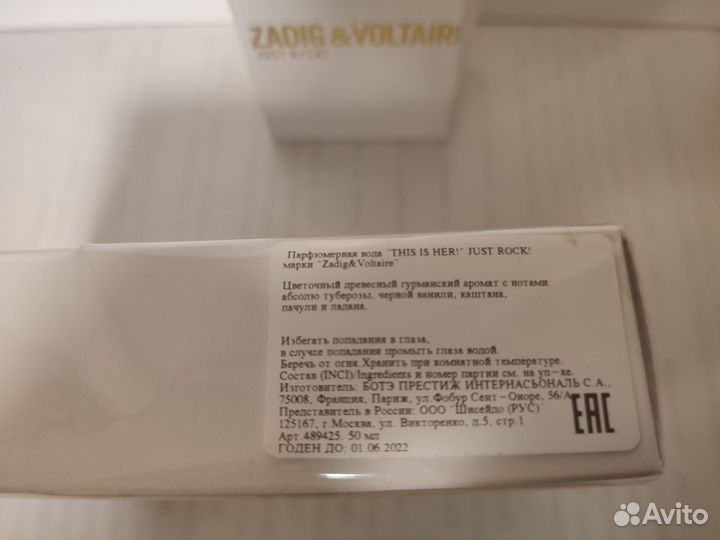 ZADIG & VOLTAIRE
JUST ROCK!
Парфюмерная вода "THIS IS HER!" JUST ROCK!
марки "Zadig&Voltaire"
Цветочный древесный гурманский аромат с нотами
абсолю туберозы, черной ванили, каштана,
пачули и ладана.
Избегать попадания в глаза,
в случае попадания промыть глаза водой.
Беречь от огня.Хранить при комнатной температуре.
Состав (INCI)/Ingredients и номер партии см. на уп-ке.
Изготовитель: БОТЭ ПРЕСТИЖ ИНТЕРНАСЬОНАЛЬ С.А.,
75008, Франция, Париж, ул.Фобур Сент-Оноре, 56/А
Представитель в России: ООО "Шисейдо (РУС)"
125167, г.Москва, ул. Викторенко, д.5, стр.1
Арт.489425. 50 мл
ГОДЕН ДО: 01.06.2022
EAC
Avito